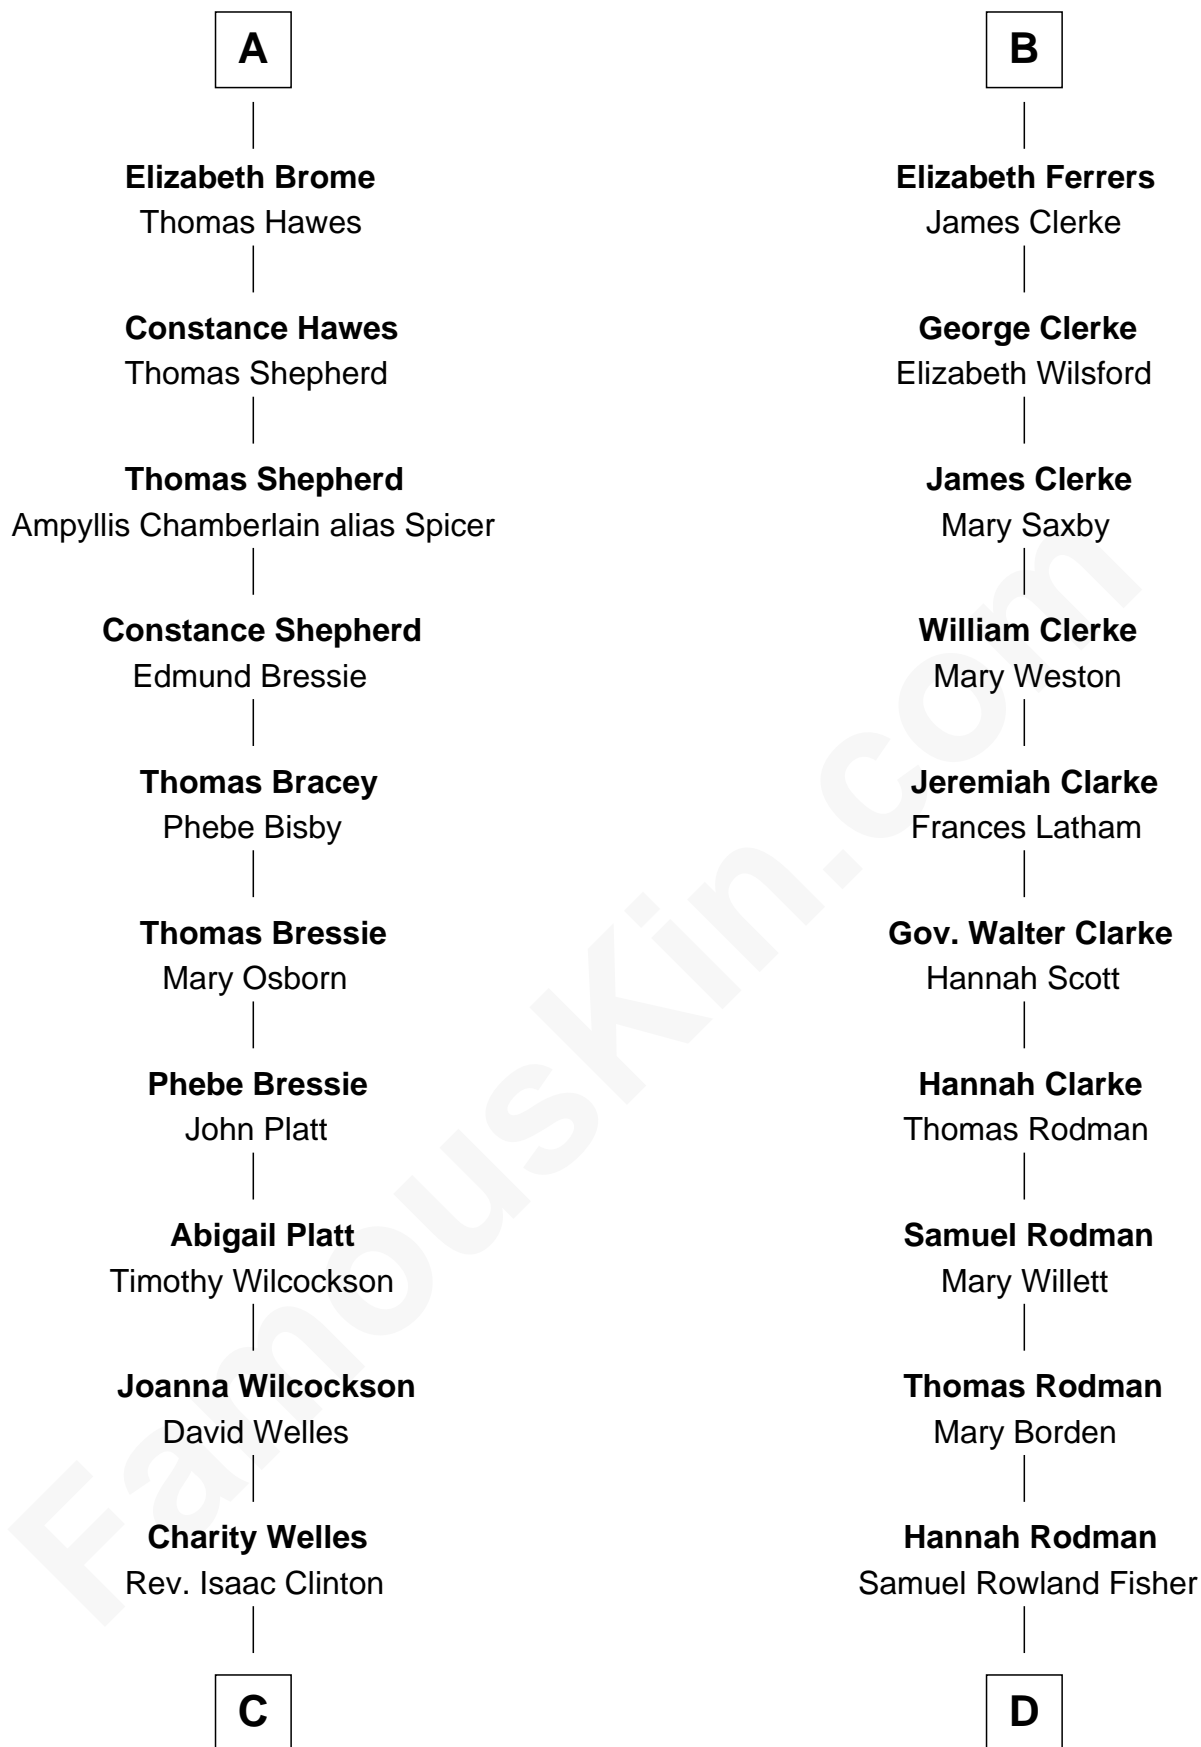 A
Elizabeth Brome
Thomas Hawes
Constance Hawes
Thomas Shepherd
Thomas Shepherd
Ampyllis Chamberlain alias Spicer
Constance Shepherd
Edmund Bressie
Thomas Bracey
Phebe Bisby
Thomas Bressie
Mary Osborn
Phebe Bressie
John Platt
Abigail Platt
Timothy Wilcockson
Joanna Wilcockson
David Welles
Charity Welles
Rev. Isaac Clinton
C
B
Elizabeth Ferrers
James Clerke
George Clerke
Elizabeth Wilsford
James Clerke
Mary Saxby
William Clerke
Mary Weston
Jeremiah Clarke
Frances Latham
Gov. Walter Clarke
Hannah Scott
Hannah Clarke
Thomas Rodman
Samuel Rodman
Mary Willett
Thomas Rodman
Mary Borden
Hannah Rodman
Samuel Rowland Fisher
D
FamousKin.com